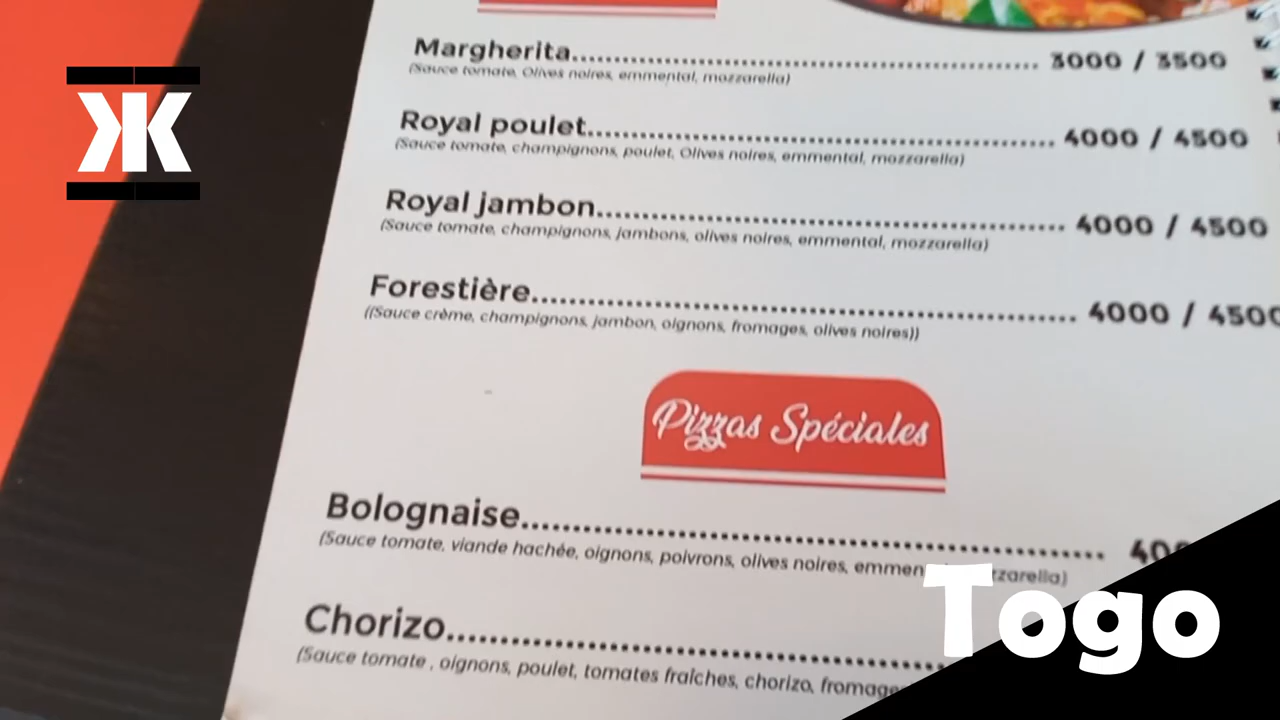 Margherita........................................ 3000 / 3500
(Sauce tomate, Olives noires, emmental, mozzarella)
Royal poulet........................................ 4000 / 4500
(Sauce tomate, champignons, poulet, Olives noires, emmental, mozzarella)
Royal jambon........................................ 4000 / 4500
(Sauce tomate, champignons, jambons, olives noires, emmental, mozzarella)
Forestière........................................ 4000 / 4500
((Sauce crème, champignons, jambon, oignons, fromages, olives noires))
Pizzas Spéciales
Bolognaise........................................
(Sauce tomate, viande hachée, oignons, poivrons, olives noires,
Chorizo........................................
(Sauce tomate , oignons, poulet, tomates fraîches, chorizo,
Togo